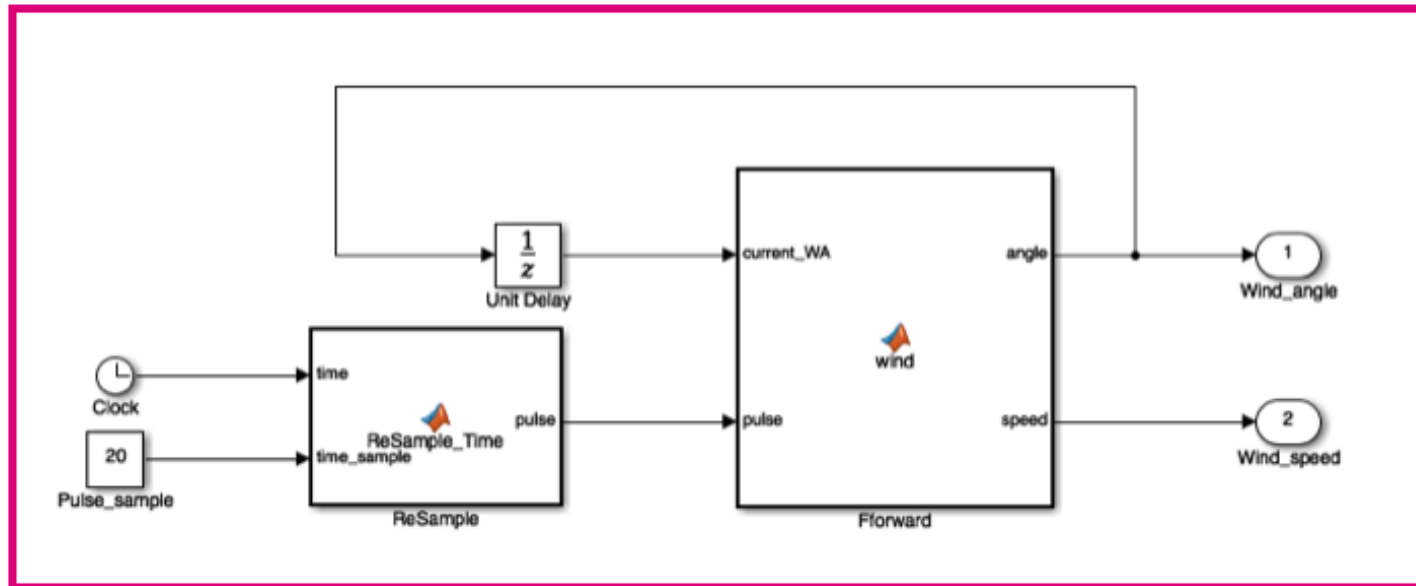 1
z
Unit Delay
current_WA
angle
1
Wind_angle
wind
Clock
time
pulse
ReSample_Time
20
time_sample
Pulse_sample
ReSample
pulse
speed
2
Wind_speed
Fforward